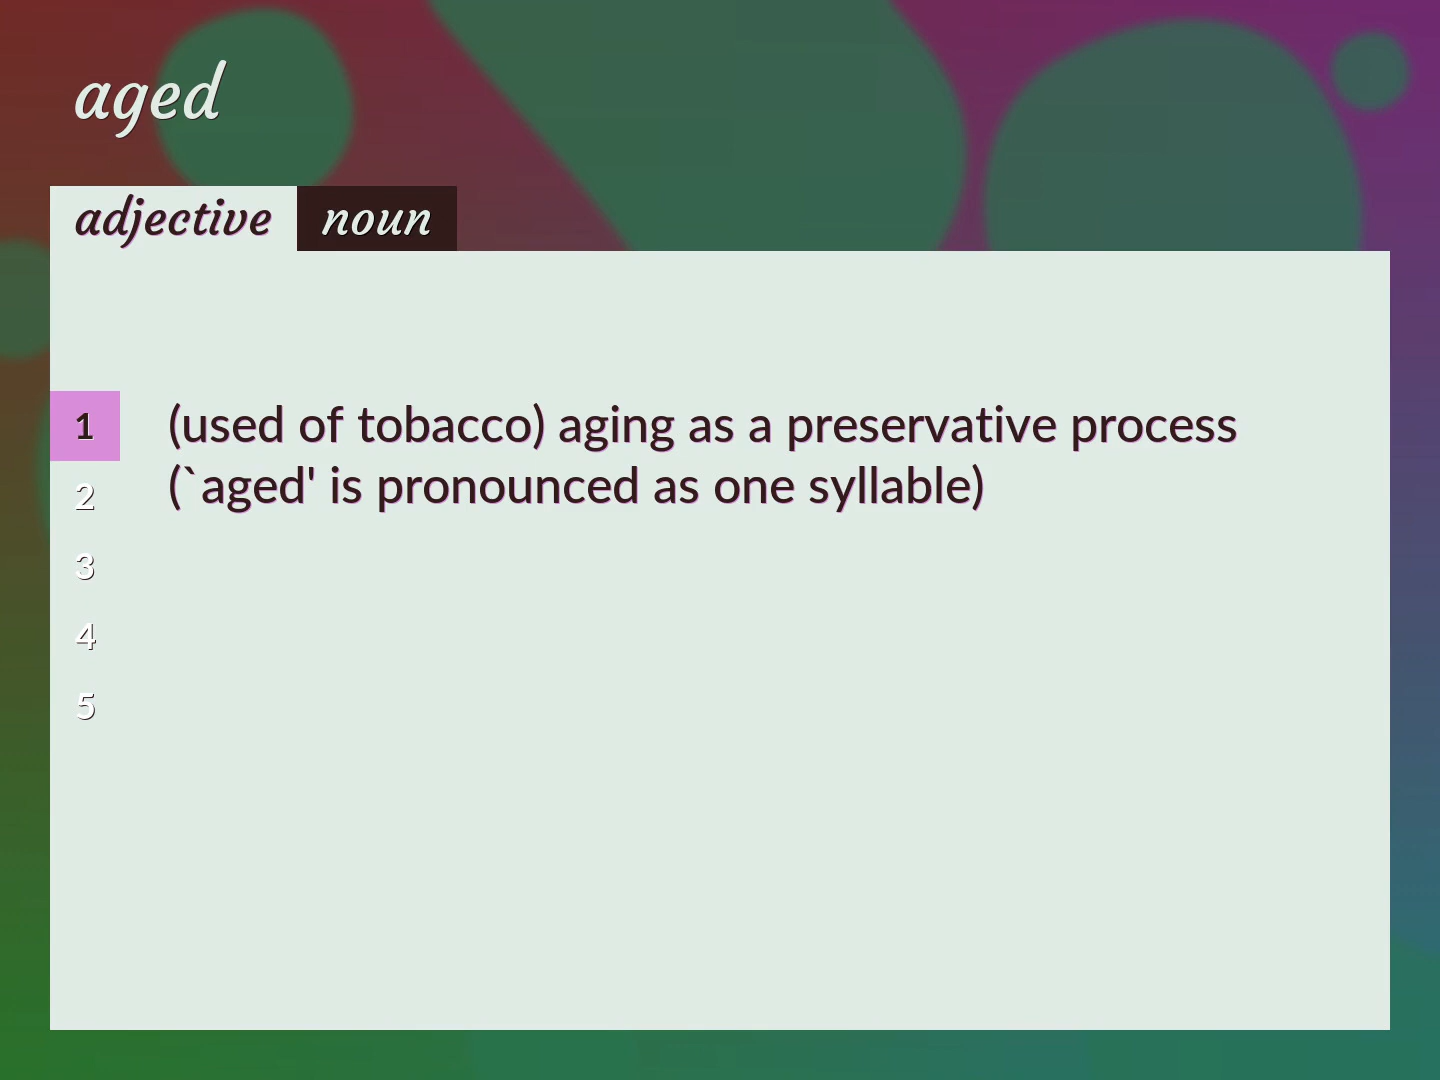 aged
adjective noun
1 (used of tobacco) aging as a preservative process
2 (`aged' is pronounced as one syllable)
3
4
5